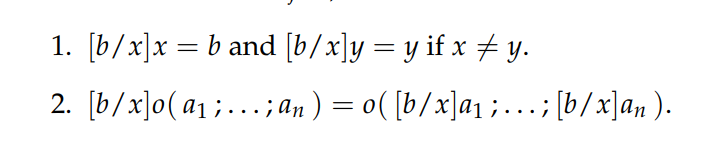 1. [b/x]x = b and [b/x]y = y if x ≠ y.
2. [b/x]o( a₁ ; . . . ; aₙ ) = o( [b/x]a₁ ; . . . ; [b/x]aₙ ).